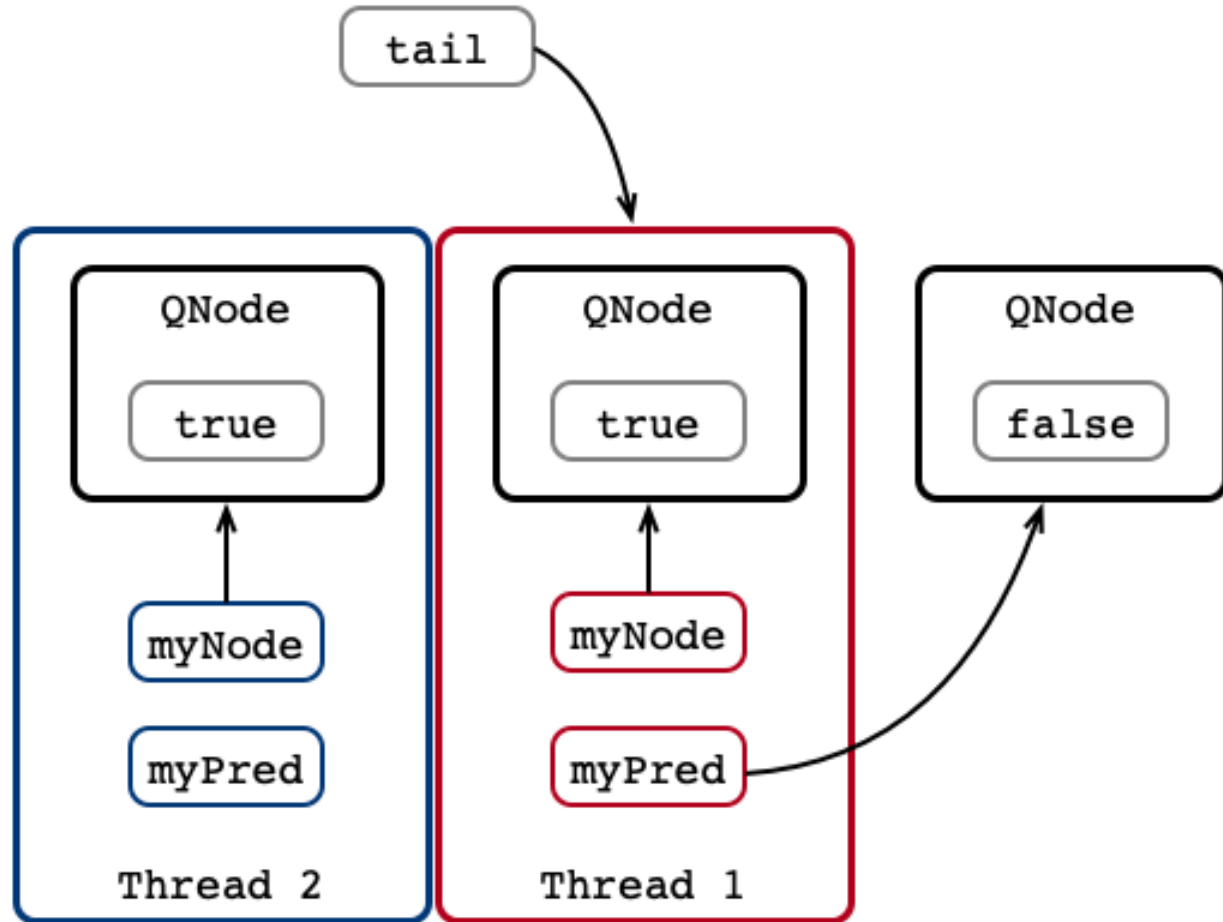 tail
QNode
true
myNode
myPred
Thread 2
QNode
true
myNode
myPred
Thread 1
QNode
false